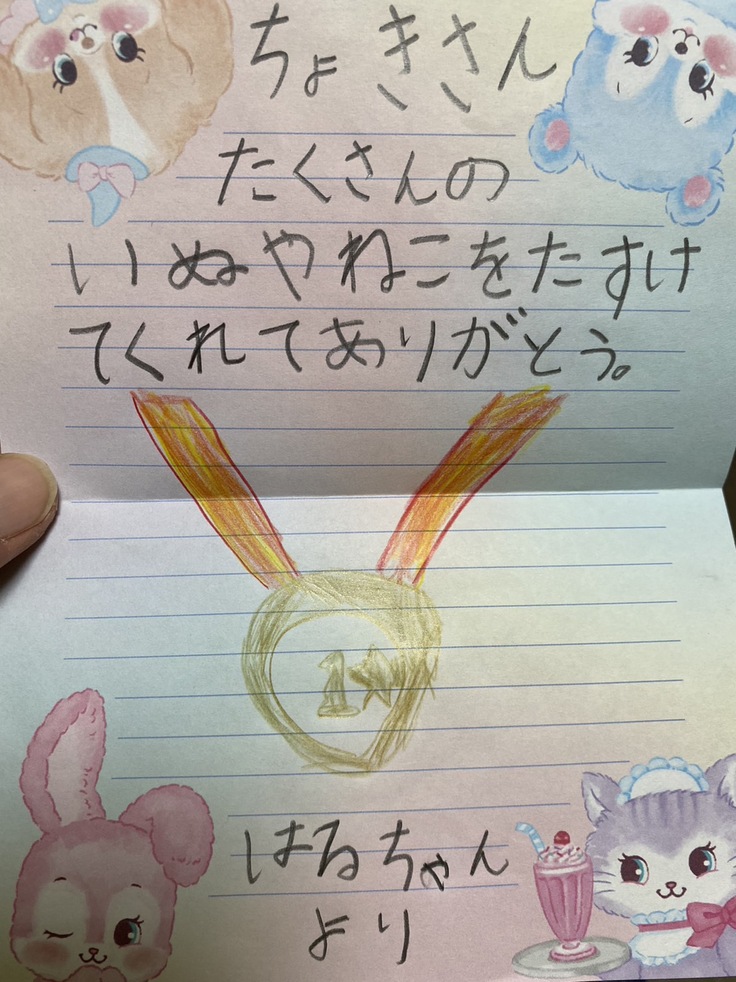 ちょきさん
たくさんの
いぬやねこをたすけ
てくれてありがとう。
1
はるちゃん
より